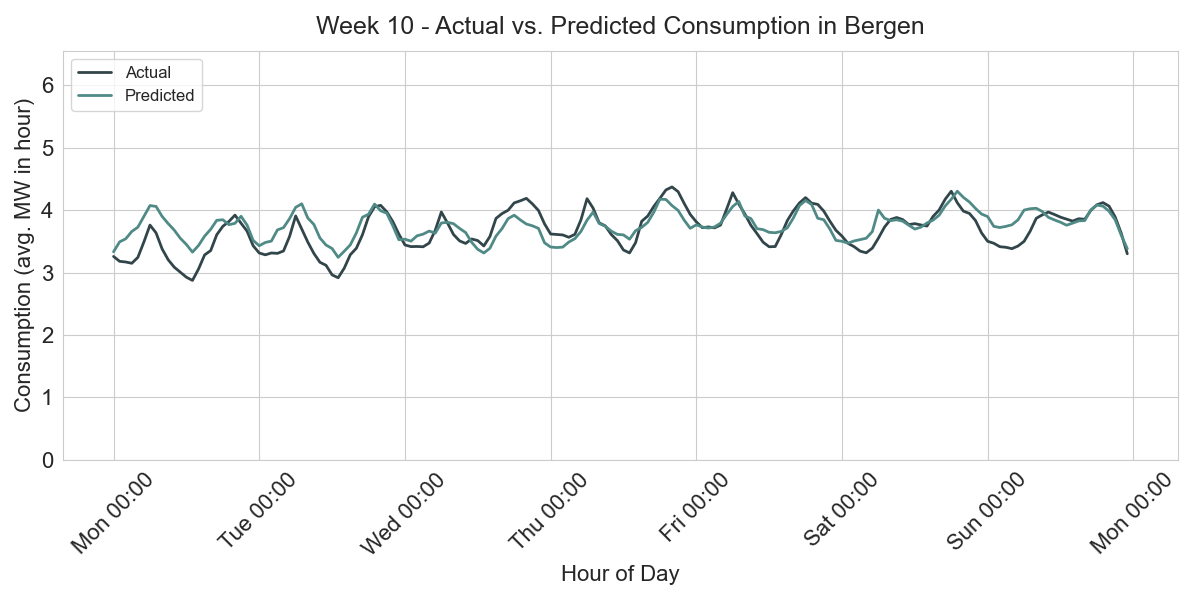 Week 10 - Actual vs. Predicted Consumption in Bergen
Actual
Predicted
Consumption (avg. MW in hour)
6
5
4
3
2
1
0
Mon 00:00
Tue 00:00
Wed 00:00
Thu 00:00
Fri 00:00
Sat 00:00
Sun 00:00
Mon 00:00
Hour of Day